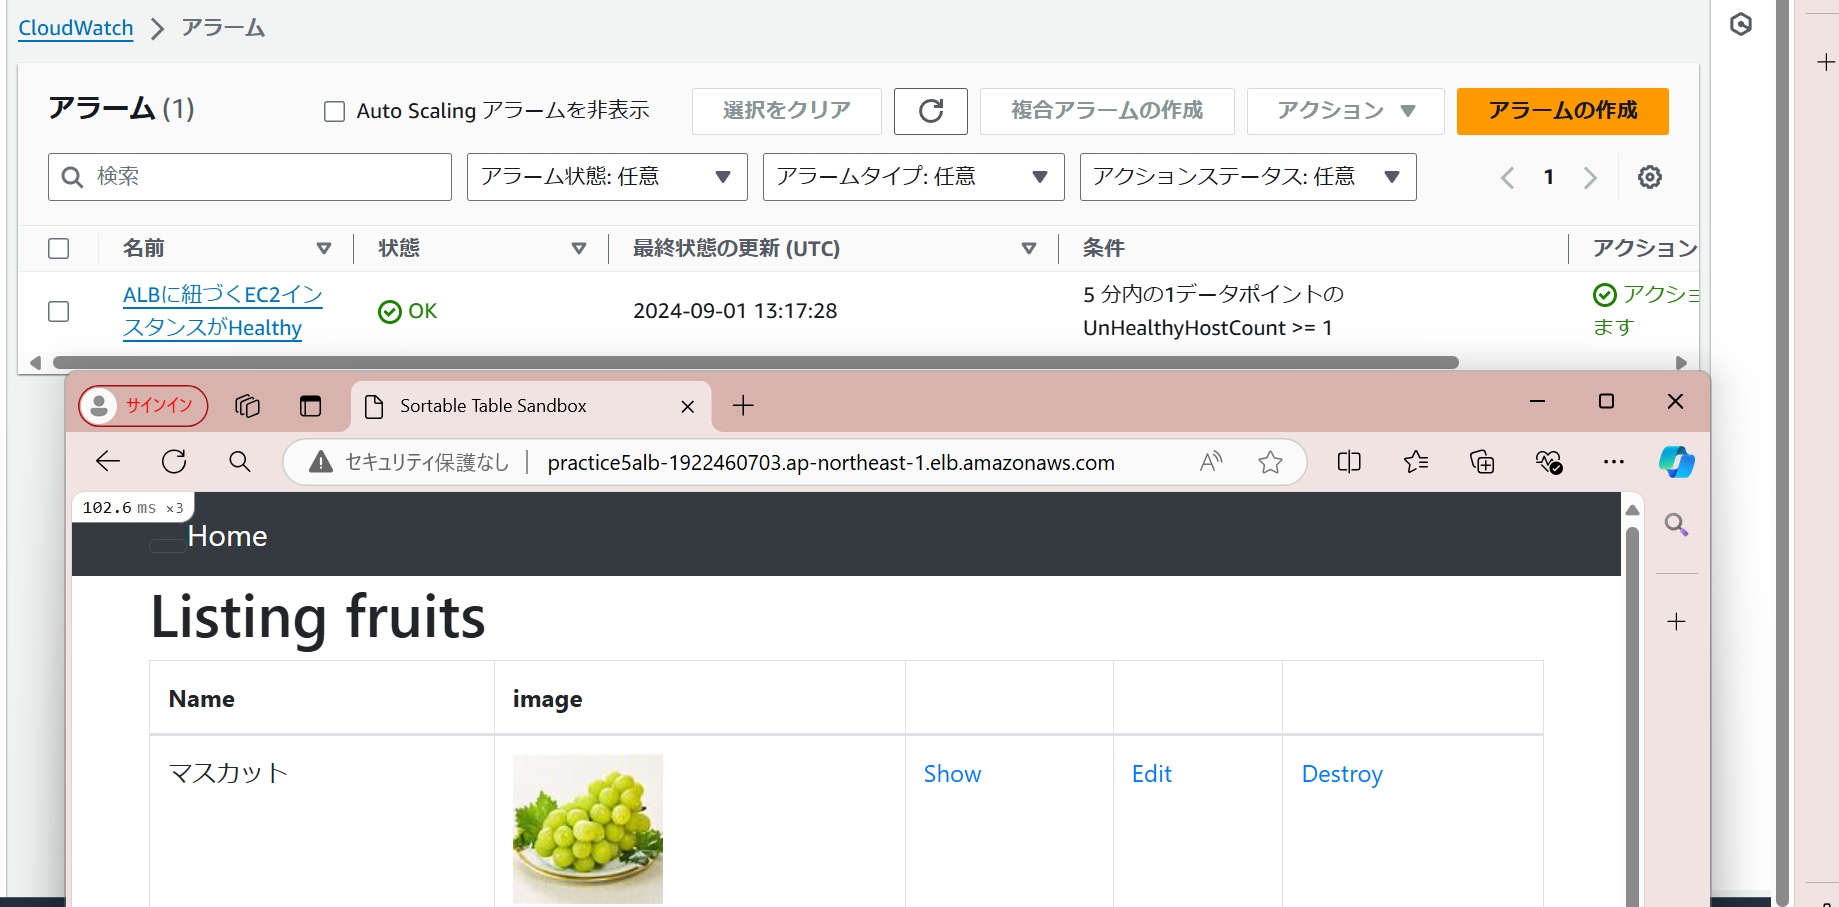 CloudWatch > アラーム
アラーム (1)
Auto Scaling アラームを非表示
選択をクリア
複合アラームの作成
アクション
アラームの作成
検索
アラーム状態: 任意
アラームタイプ: 任意
アクションステータス: 任意
1
名前
状態
最終状態の更新 (UTC)
条件
アクション
ALBに紐づくEC2イン
スタンスがHealthy
OK
2024-09-01 13:17:28
5 分内の1データポイントの
UnHealthyHostCount >= 1
アクショ
ます
サインイン
Sortable Table Sandbox
セキュリティ保護なし
practice5alb-1922460703.ap-northeast-1.elb.amazonaws.com
102.6 ms ×3
Home
Listing fruits
Name
image
マスカット
Show
Edit
Destroy